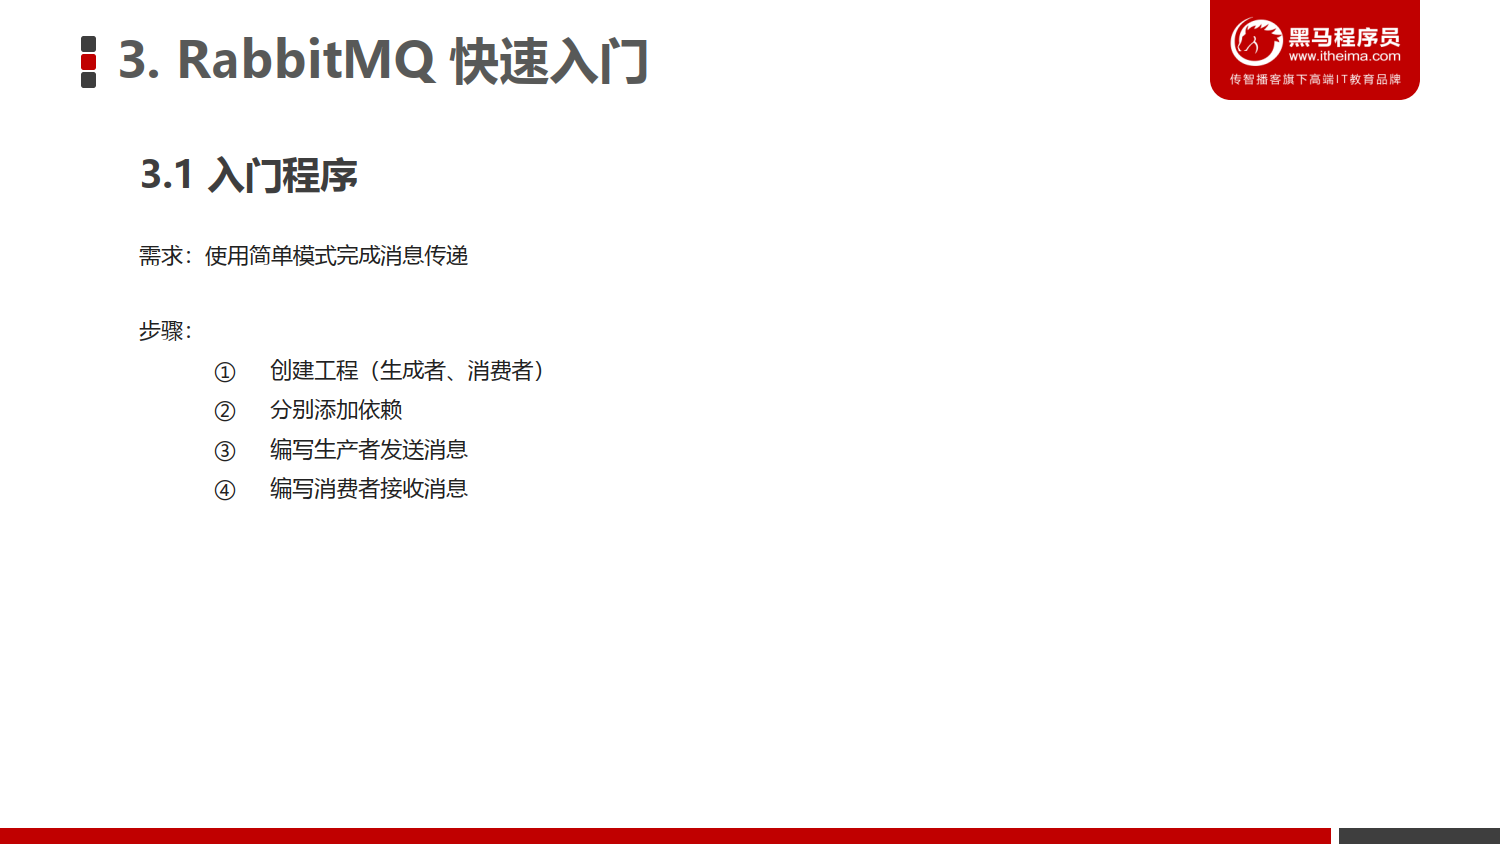 3. RabbitMQ 快速入门
黑马程序员
www.itheima.com
传智播客旗下高端IT教育品牌
3.1 入门程序
需求：使用简单模式完成消息传递
步骤：
① 创建工程（生成者、消费者）
② 分别添加依赖
③ 编写生产者发送消息
④ 编写消费者接收消息